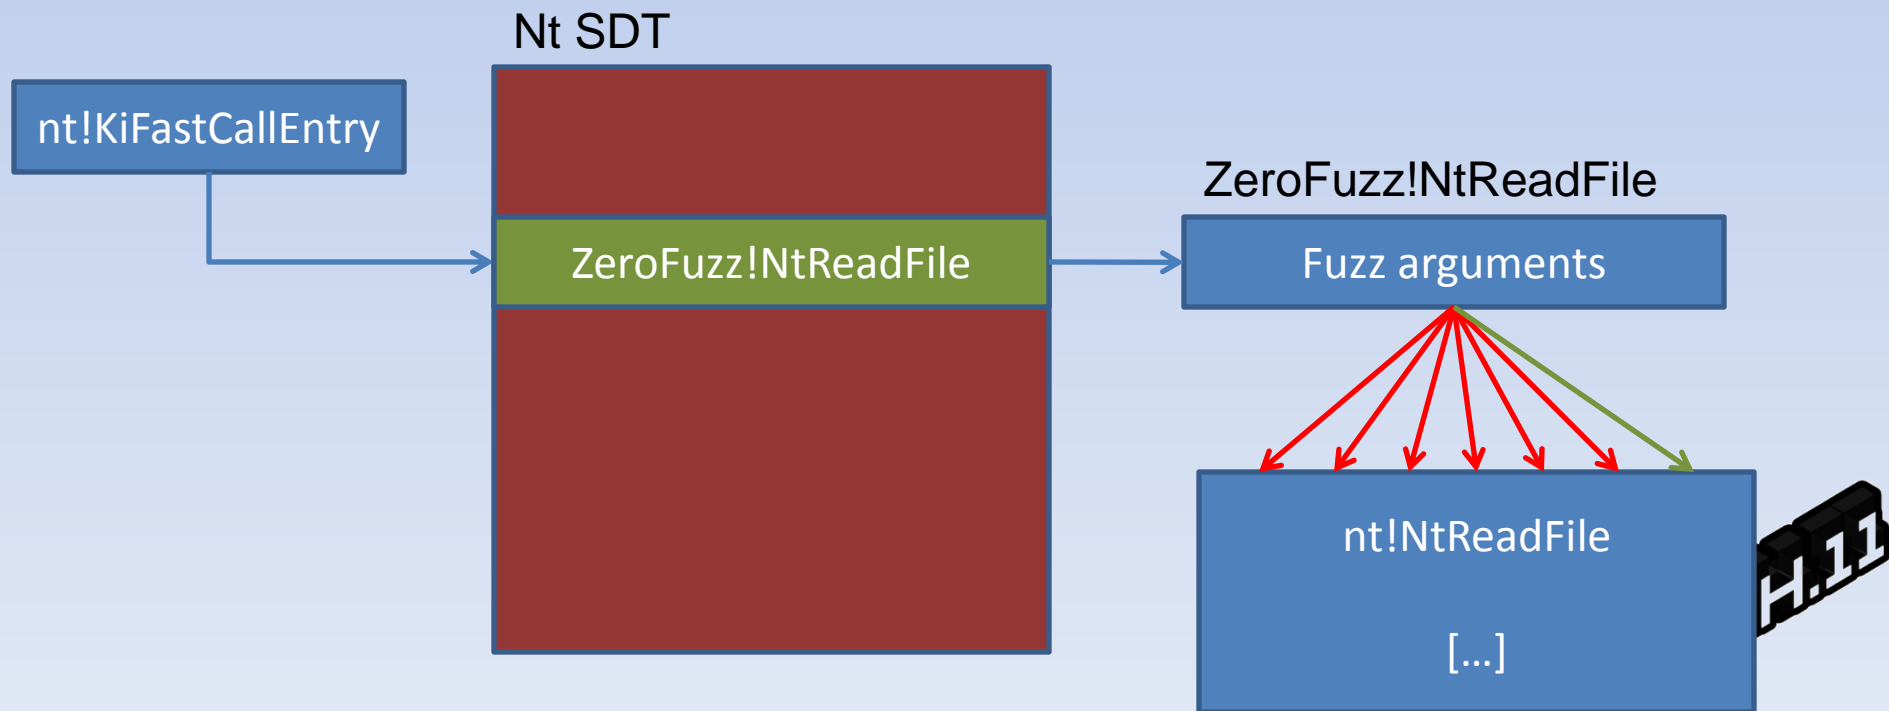 Nt SDT
nt!KiFastCallEntry
ZeroFuzz!NtReadFile
ZeroFuzz!NtReadFile
Fuzz arguments
nt!NtReadFile
[...]
H.11